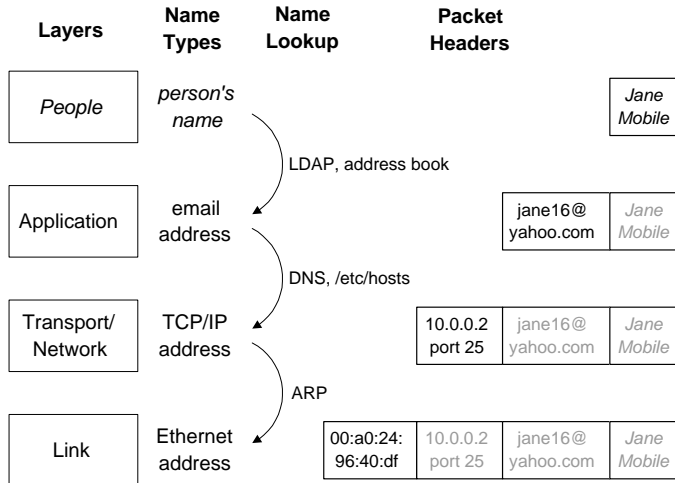 Layers
Name
Types
Name
Lookup
Packet
Headers
People
person's
name
Jane
Mobile
LDAP, address book
Application
email
address
jane16@
yahoo.com
Jane
Mobile
DNS, /etc/hosts
Transport/
Network
TCP/IP
address
10.0.0.2
port 25
jane16@
yahoo.com
Jane
Mobile
ARP
Link
Ethernet
address
00:a0:24:
96:40:df
10.0.0.2
port 25
jane16@
yahoo.com
Jane
Mobile